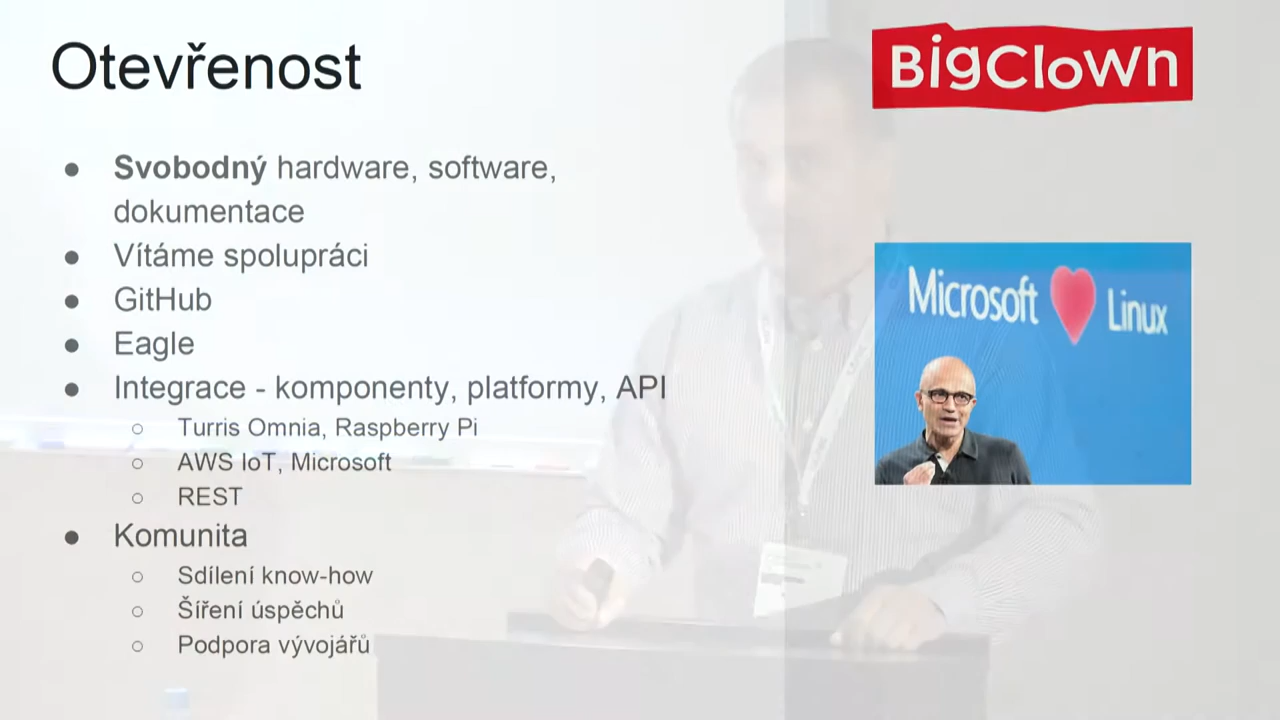 Otevřenost
BigClown
● Svobodný hardware, software,
dokumentace
● Vítáme spolupráci
● GitHub
● Eagle
● Integrace - komponenty, platformy, API
○ Turris Omnia, Raspberry Pi
○ AWS IoT, Microsoft
○ REST
● Komunita
○ Sdílení know-how
○ Šíření úspěchů
○ Podpora vývojářů
Microsoft ♥ Linux